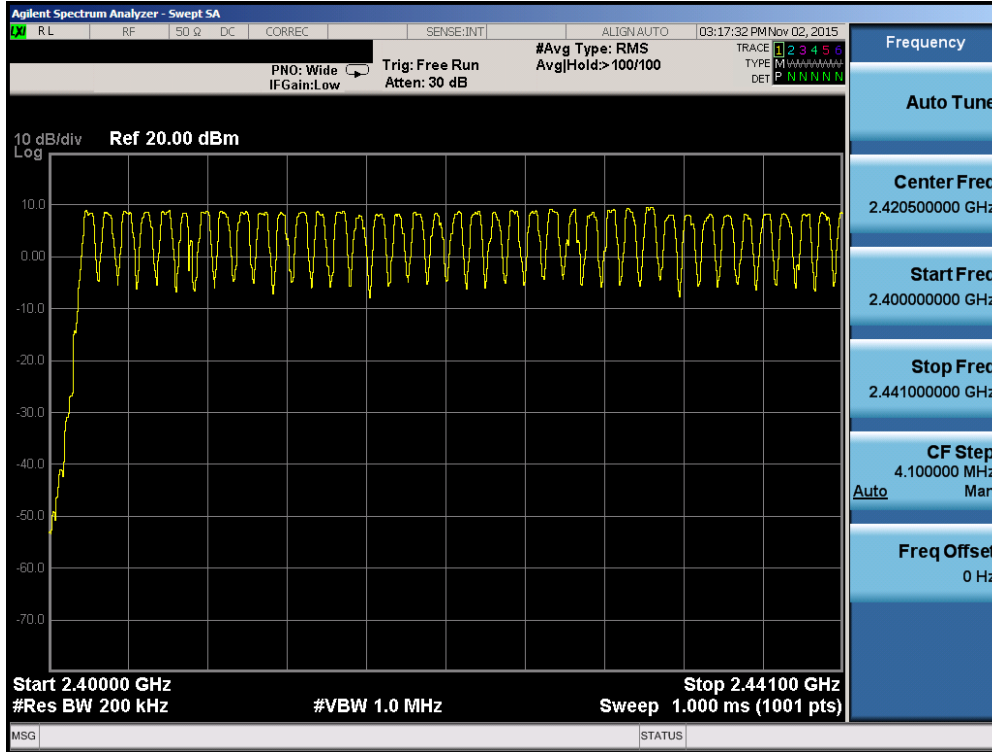 Agilent Spectrum Analyzer - Swept SA
LXI RL RF 50 Ω DC CORREC SENSE:INT ALIGN AUTO 03:17:32 PM Nov 02, 2015
PNO: Wide
IFGain:Low
Trig: Free Run
Atten: 30 dB
#Avg Type: RMS
Avg|Hold:>100/100
TRACE 1 2 3 4 5 6
TYPE M
DET P N N N N N
10 dB/div
Log
Ref 20.00 dBm
10.0
0.00
-10.0
-20.0
-30.0
-40.0
-50.0
-60.0
-70.0
Start 2.40000 GHz
Stop 2.44100 GHz
#Res BW 200 kHz
#VBW 1.0 MHz
Sweep 1.000 ms (1001 pts)
MSG
STATUS
Frequency
Auto Tune
Center Freq
2.420500000 GHz
Start Freq
2.400000000 GHz
Stop Freq
2.441000000 GHz
CF Step
4.100000 MHz
Auto Man
Freq Offset
0 Hz